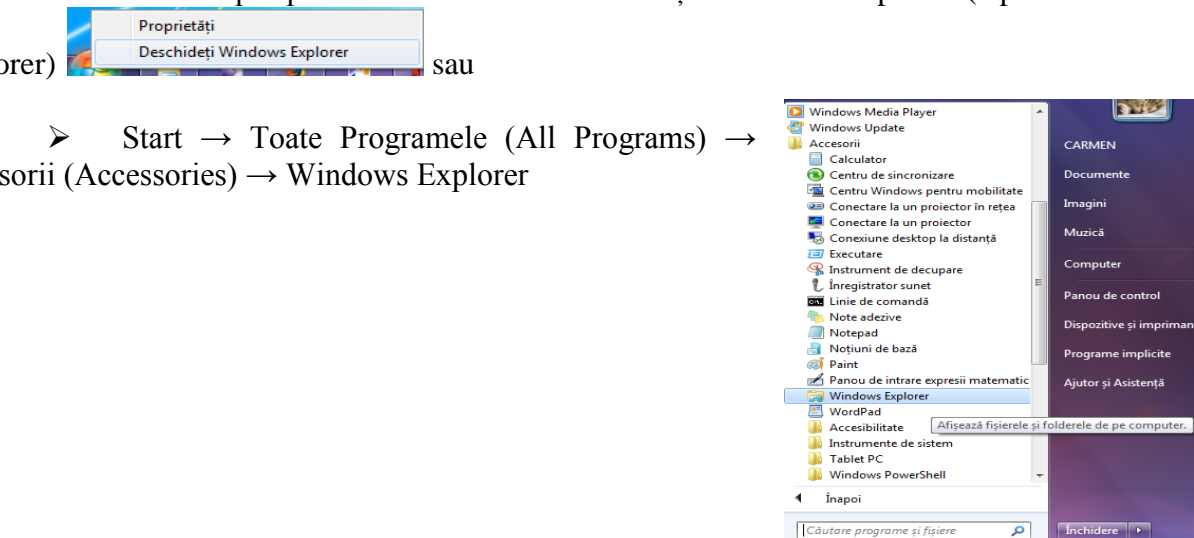 Proprietăți
Deschideți Windows Explorer
orer) sau
➢ Start → Toate Programele (All Programs) →
sorii (Accessories) → Windows Explorer
Windows Media Player
Windows Update
Accesorii
Calculator
Centru de sincronizare
Centru Windows pentru mobilitate
Conectare la un proiector în rețea
Conectare la un proiector
Conexiune desktop la distanță
Executare
Instrument de decupare
Înregistrator sunet
Linie de comandă
Note adezive
Notepad
Noțiuni de bază
Paint
Panou de intrare expresii matematic
Windows Explorer
WordPad
Accesibilitate
Instrumente de sistem
Tablet PC
Windows PowerShell
Înapoi
Căutare programe și fișiere
CARMEN
Documente
Imagini
Muzică
Computer
Panou de control
Dispozitive și impriman
Programe implicite
Ajutor și Asistență
Afișează fișierele și folderele de pe computer.
Închidere